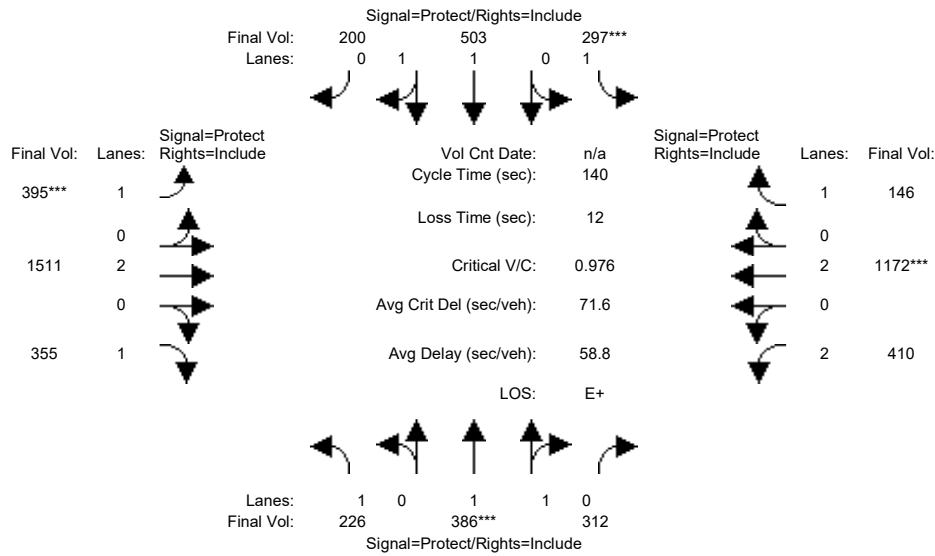 Signal=Protect/Rights=Include
Final Vol: 200 503 297***
Lanes: 0 1 1 0 1
Signal=Protect
Final Vol: Lanes: Rights=Include
Vol Cnt Date: n/a
Signal=Protect
Rights=Include Lanes: Final Vol:
Cycle Time (sec): 140
395*** 1
1 146
Loss Time (sec): 12
0
0
1511 2
Critical V/C: 0.976
2 1172***
0
Avg Crit Del (sec/veh): 71.6
0
355 1
Avg Delay (sec/veh): 58.8
2 410
LOS: E+
Lanes: 1 0 1 1 0
Final Vol: 226 386*** 312
Signal=Protect/Rights=Include